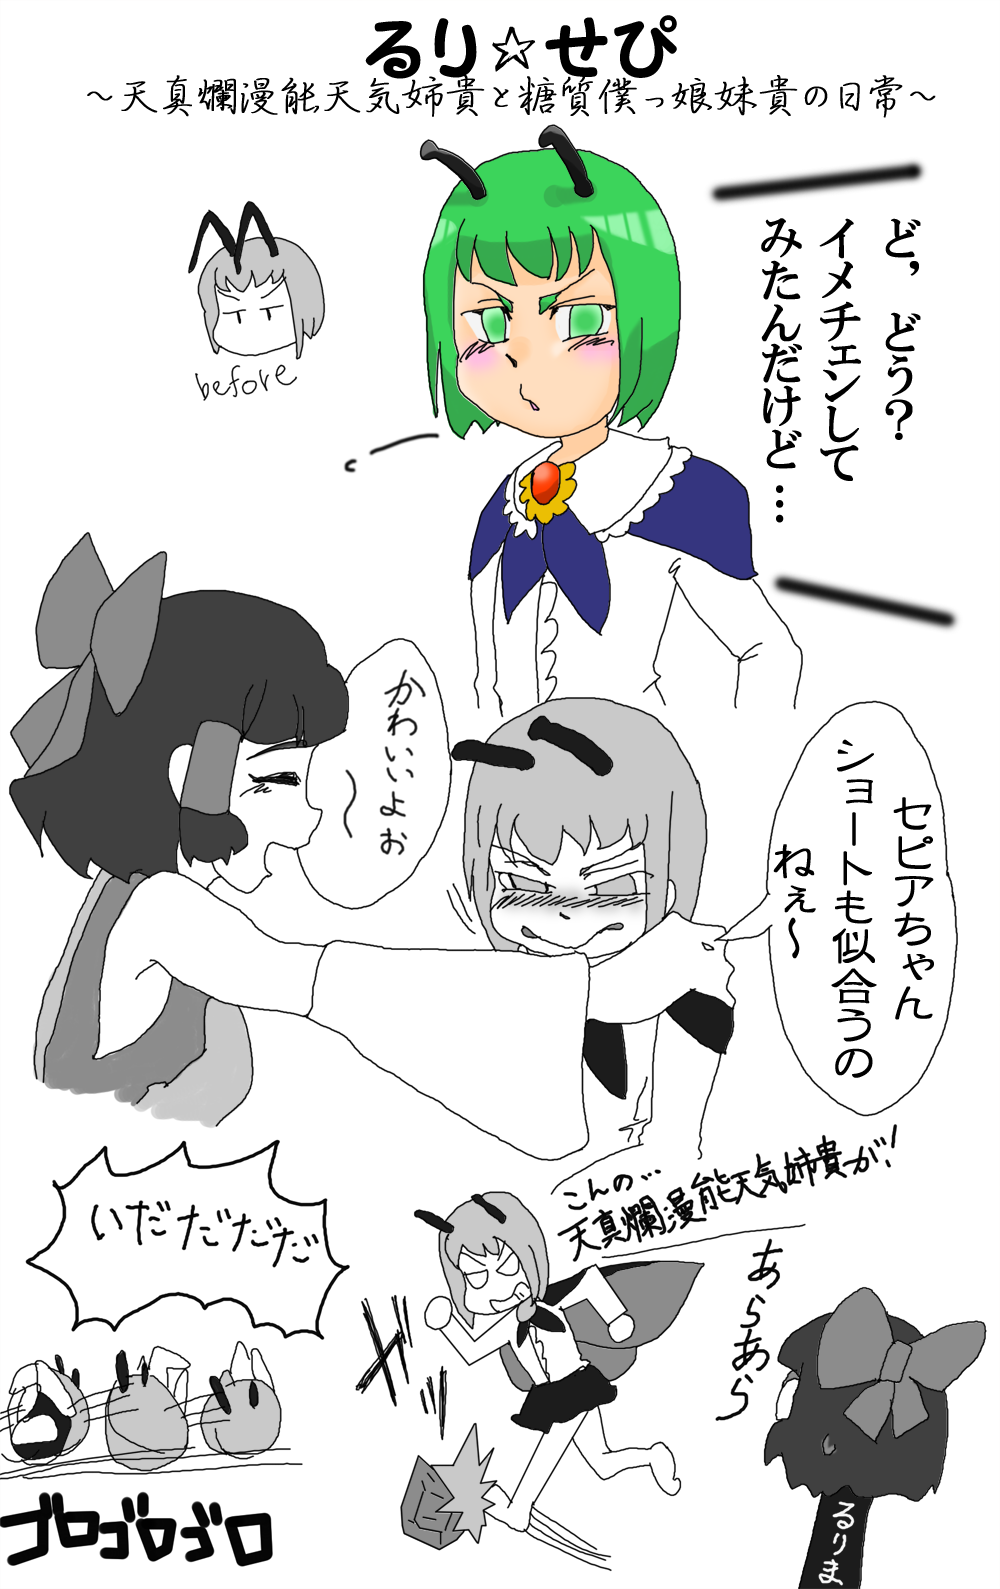 るり☆せぴ
～天真爛漫能天気姉貴と糖質僕っ娘妹貴の日常～
before
ど，どう？
イメチェンして
みたんだけど…
かわいいよぉ
〜
セピアちゃん
ショートも似合うの
ねぇ～
こんの…
天真爛漫能天気姉貴が！
いだだだだ
ガッ
あらあら
ゴロゴロゴロ
るりま